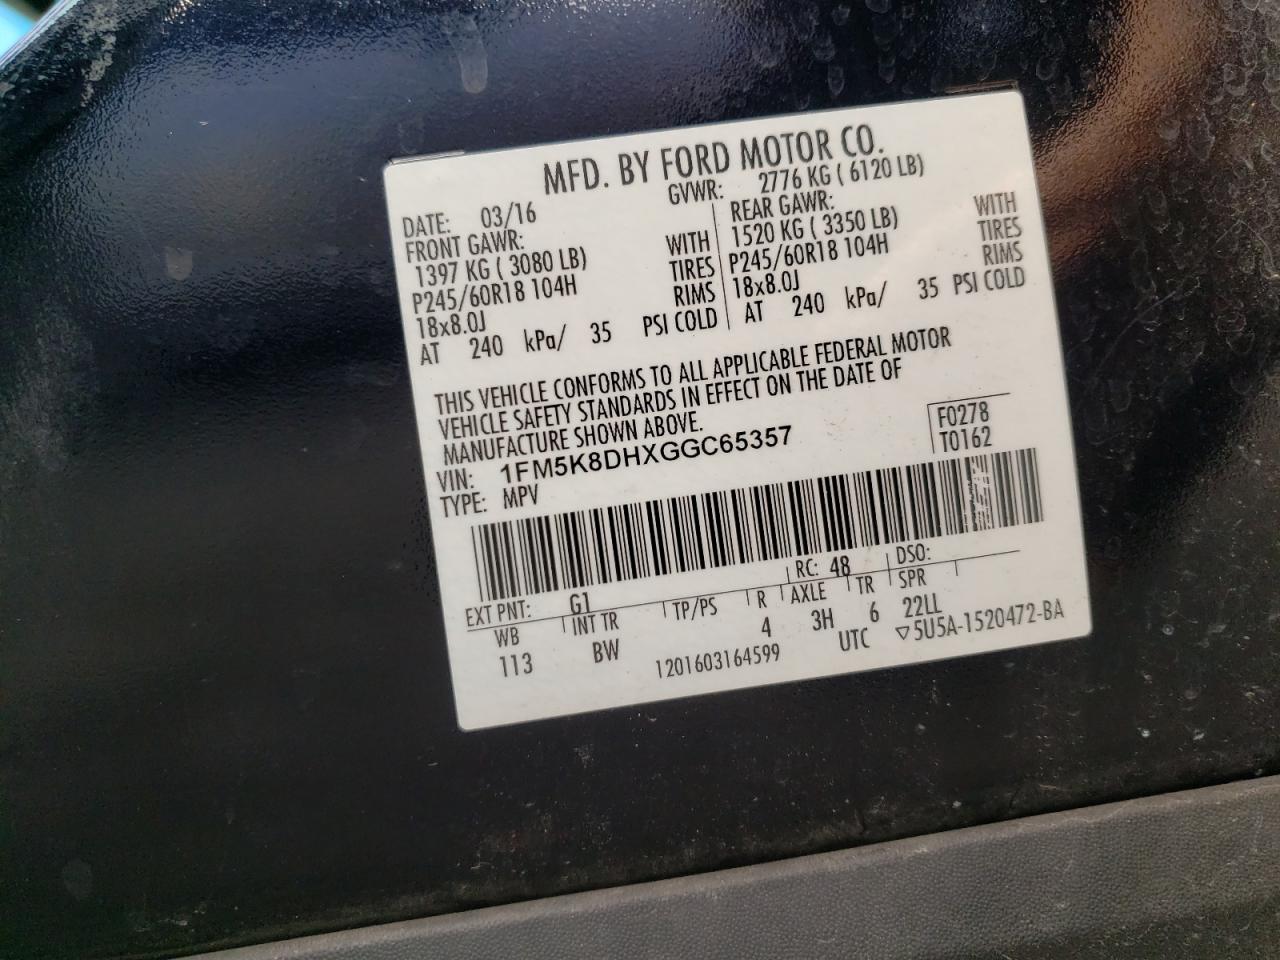 MFD. BY FORD MOTOR CO.
DATE: 03/16 GVWR: 2776 KG ( 6120 LB)
FRONT GAWR: REAR GAWR:
1397 KG ( 3080 LB) WITH 1520 KG ( 3350 LB) WITH
P245/60R18 104H TIRES P245/60R18 104H TIRES
18x8.0J RIMS 18x8.0J RIMS
AT 240 kPa/ 35 PSI COLD AT 240 kPa/ 35 PSI COLD
THIS VEHICLE CONFORMS TO ALL APPLICABLE FEDERAL MOTOR
VEHICLE SAFETY STANDARDS IN EFFECT ON THE DATE OF
MANUFACTURE SHOWN ABOVE.
VIN: 1FM5K8DHXGGC65357
TYPE: MPV
F0278
T0162
EXT PNT: G1 RC: 48 DSO:
WB INT TR TP/PS R AXLE TR SPR
113 BW 4 3H 6 22LL
1201603164599 UTC ▽5U5A-1520472-BA